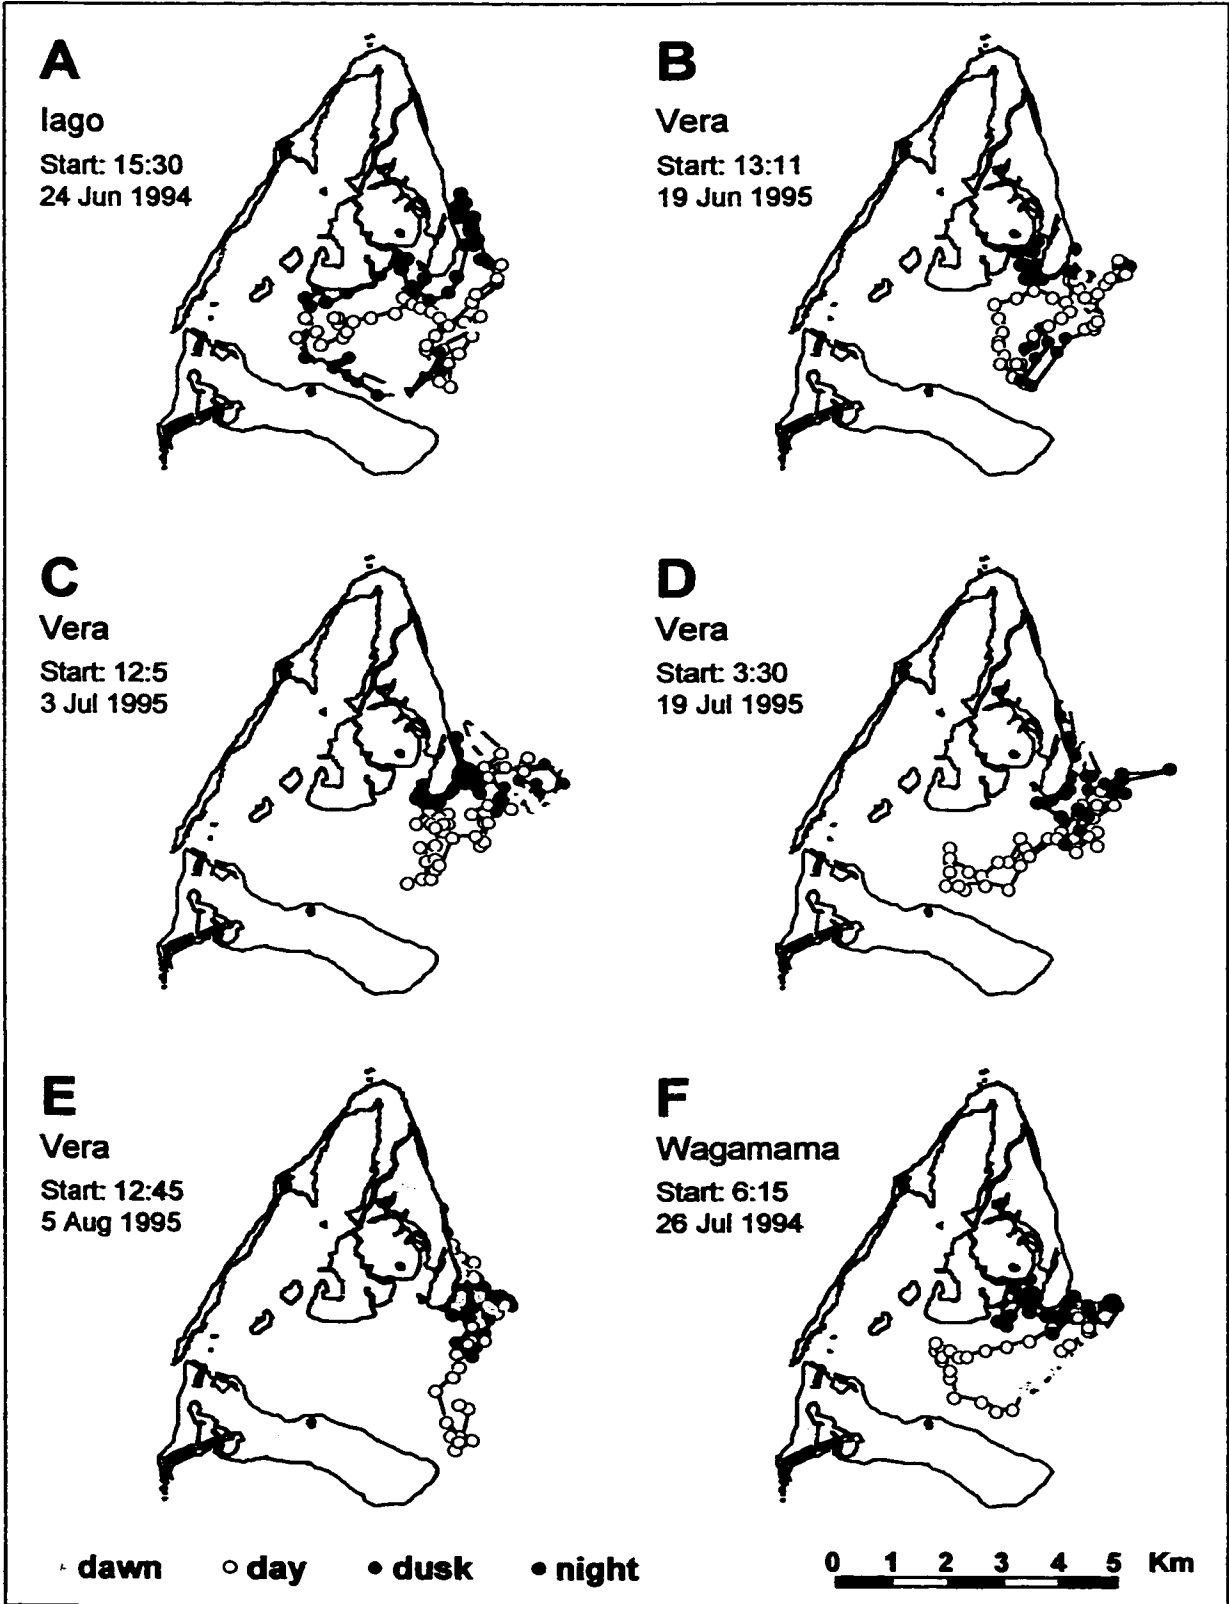 A
Iago
Start: 15:30
24 Jun 1994
B
Vera
Start: 13:11
19 Jun 1995
C
Vera
Start: 12:5
3 Jul 1995
D
Vera
Start: 3:30
19 Jul 1995
E
Vera
Start: 12:45
5 Aug 1995
F
Wagamama
Start: 6:15
26 Jul 1994
dawn day dusk night
0 1 2 3 4 5 Km